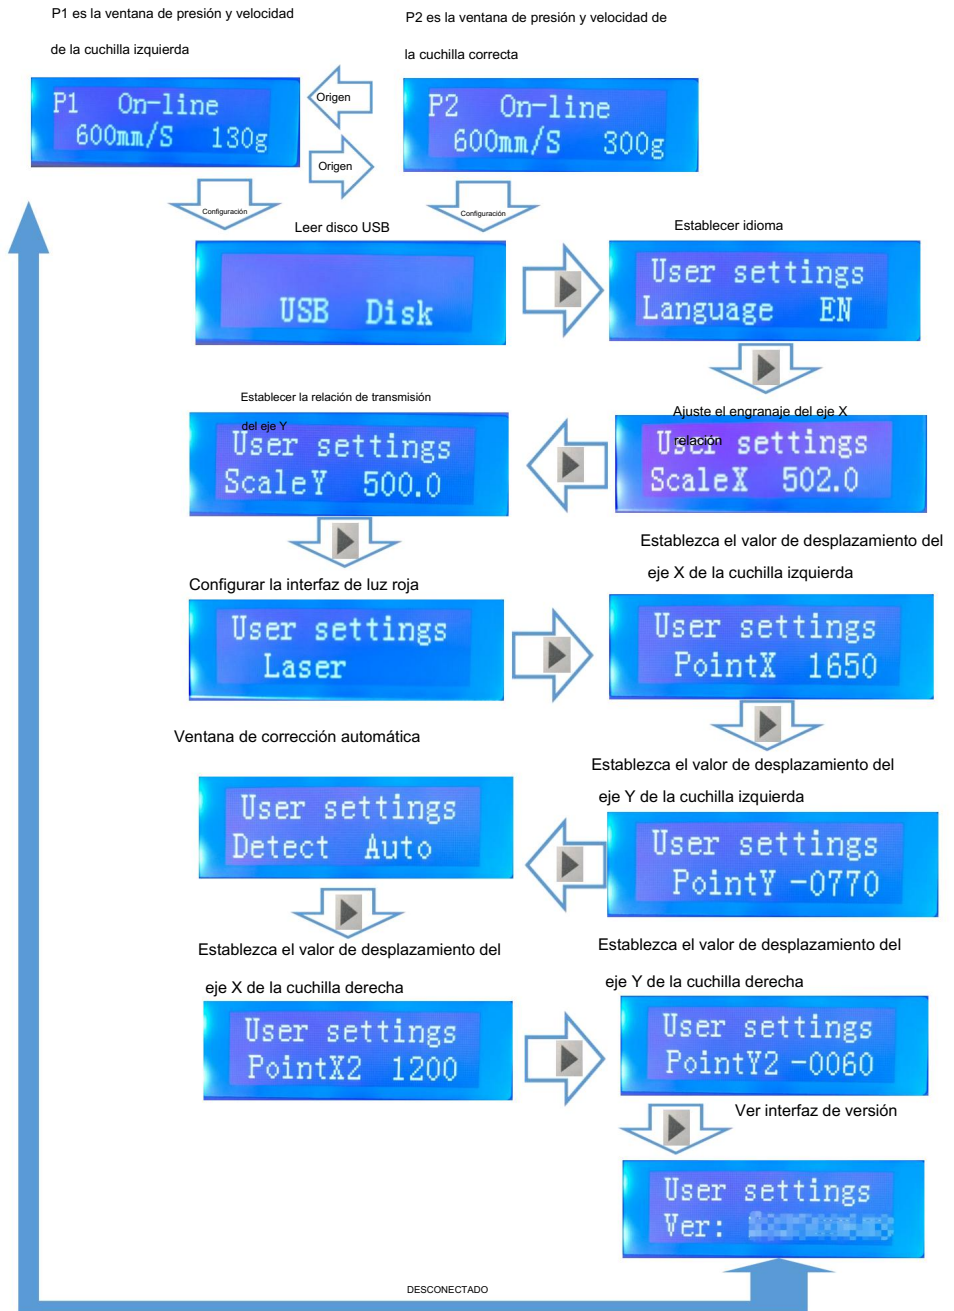 P1 es la ventana de presión y velocidad
de la cuchilla izquierda
P2 es la ventana de presión y velocidad de
la cuchilla correcta
P1 On-line
600mm/S 130g
Origen
Origen
P2 On-line
600mm/S 300g
Configuración
Configuración
Leer disco USB
USB Disk
Establecer idioma
User settings
Language EN
Establecer la relación de transmisión
del eje Y
User settings
ScaleY 500.0
Ajuste el engranaje del eje X
relación
User settings
ScaleX 502.0
Configurar la interfaz de luz roja
User settings
Laser
Establezca el valor de desplazamiento del
eje X de la cuchilla izquierda
User settings
PointX 1650
Ventana de corrección automática
User settings
Detect Auto
Establezca el valor de desplazamiento del
eje Y de la cuchilla izquierda
User settings
PointY -0770
Establezca el valor de desplazamiento del
eje X de la cuchilla derecha
User settings
PointX2 1200
Establezca el valor de desplazamiento del
eje Y de la cuchilla derecha
User settings
PointY2 -0060
Ver interfaz de versión
User settings
Ver:
DESCONECTADO